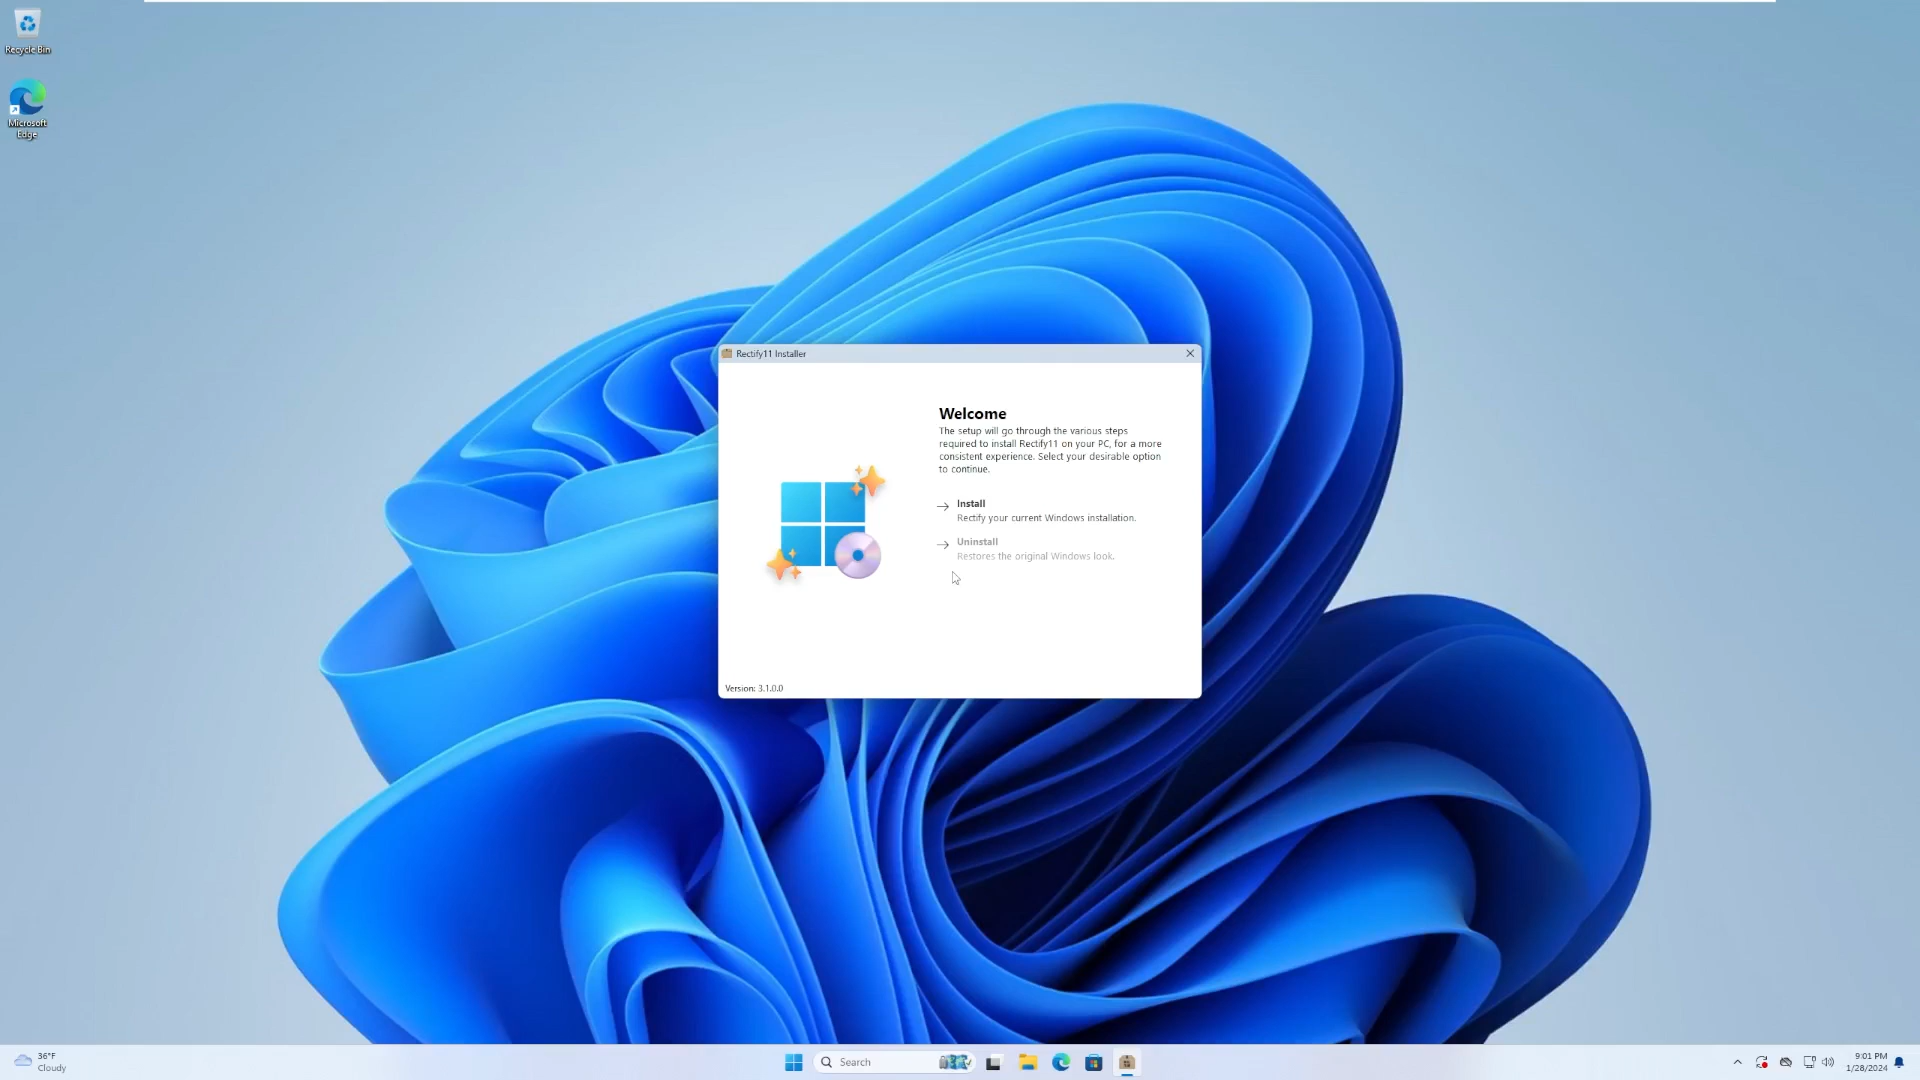 Recycle Bin
Microsoft
Edge
Rectify11 Installer
Welcome
The setup will go through the various steps
required to install Rectify11 on your PC, for a more
consistent experience. Select your desirable option
to continue.
Install
Rectify your current Windows installation.
Uninstall
Restores the original Windows look.
Version: 3.1.0.0
36°F
Cloudy
Search
9:01 PM
1/28/2024